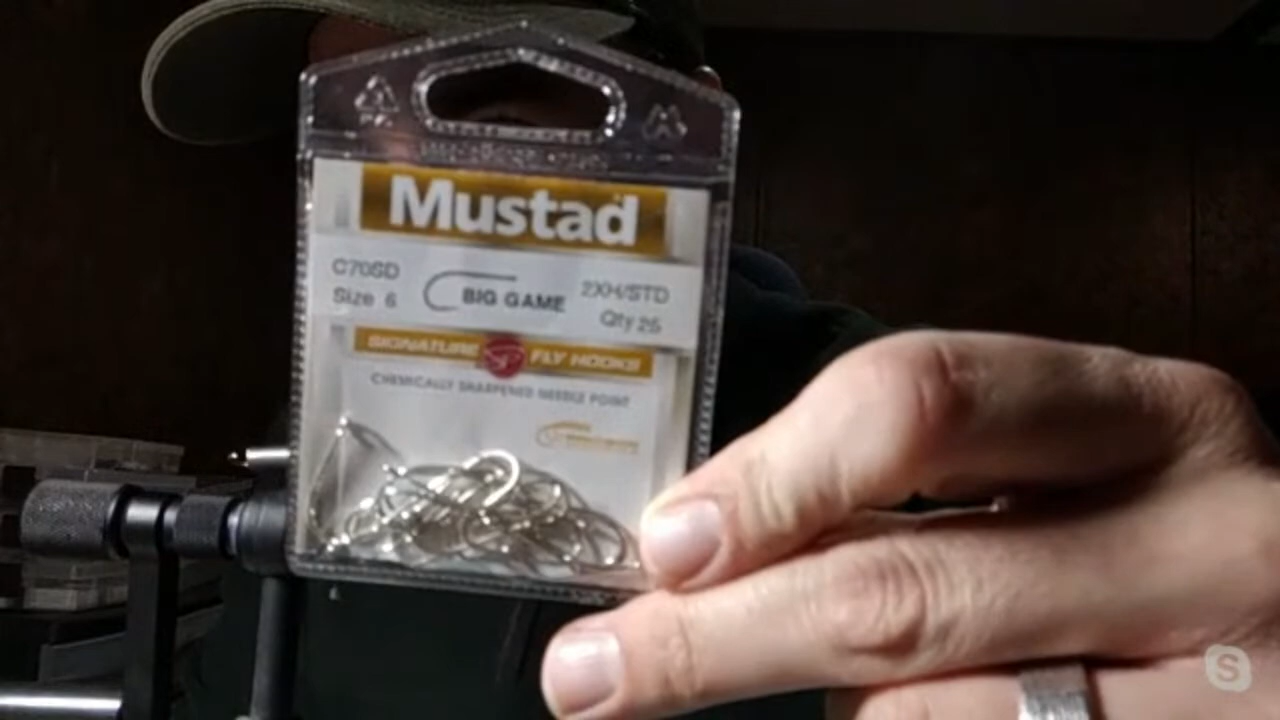 Mustad
C70SD
Size 6
BIG GAME
2XH/STD
Qty 25
SIGNATURE FLY HOOKS
CHEMICALLY SHARPENED NEEDLE POINT